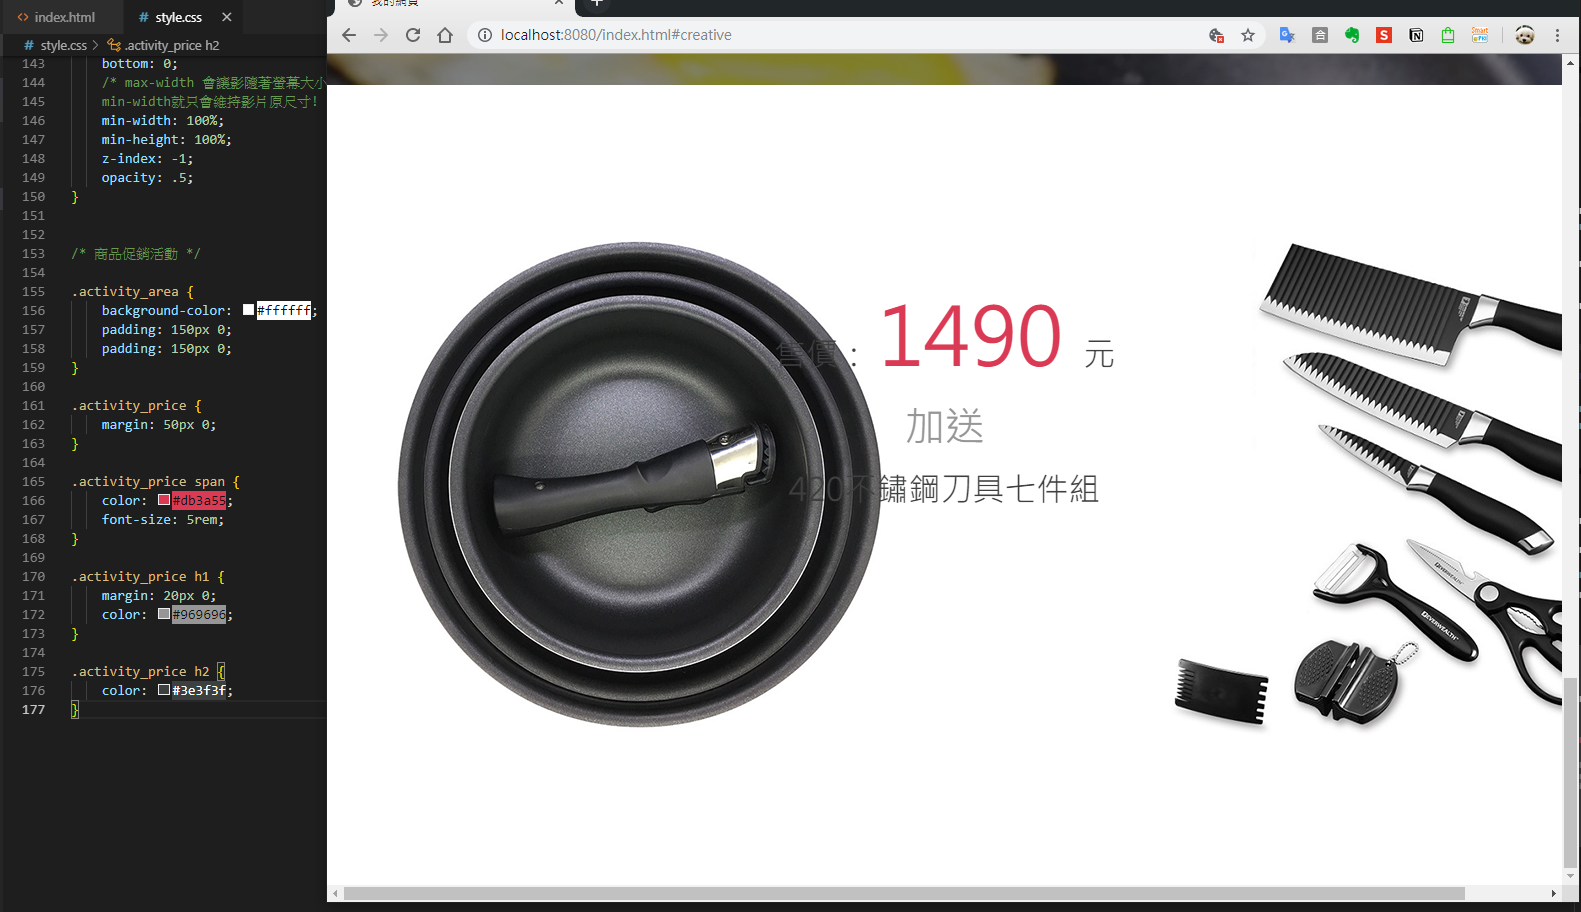 index.html
style.css
style.css > .activity_price h2
143 bottom: 0;
144 /* max-width 會讓影隨著螢幕大小
145 min-width就只會維持影片原尺寸!
146 min-width: 100%;
147 min-height: 100%;
148 z-index: -1;
149 opacity: .5;
150 }
151
152
153 /* 商品促銷活動 */
154
155 .activity_area {
156 background-color: #ffffff;
157 padding: 150px 0;
158 padding: 150px 0;
159 }
160
161 .activity_price {
162 margin: 50px 0;
163 }
164
165 .activity_price span {
166 color: #db3a55;
167 font-size: 5rem;
168 }
169
170 .activity_price h1 {
171 margin: 20px 0;
172 color: #969696;
173 }
174
175 .activity_price h2 {
176 color: #3e3f3f;
177 }
我的網頁
localhost:8080/index.html#creative
售價： 1490 元
加送
420不鏽鋼刀具七件組
EVERWEALTH
EVERWEALTH